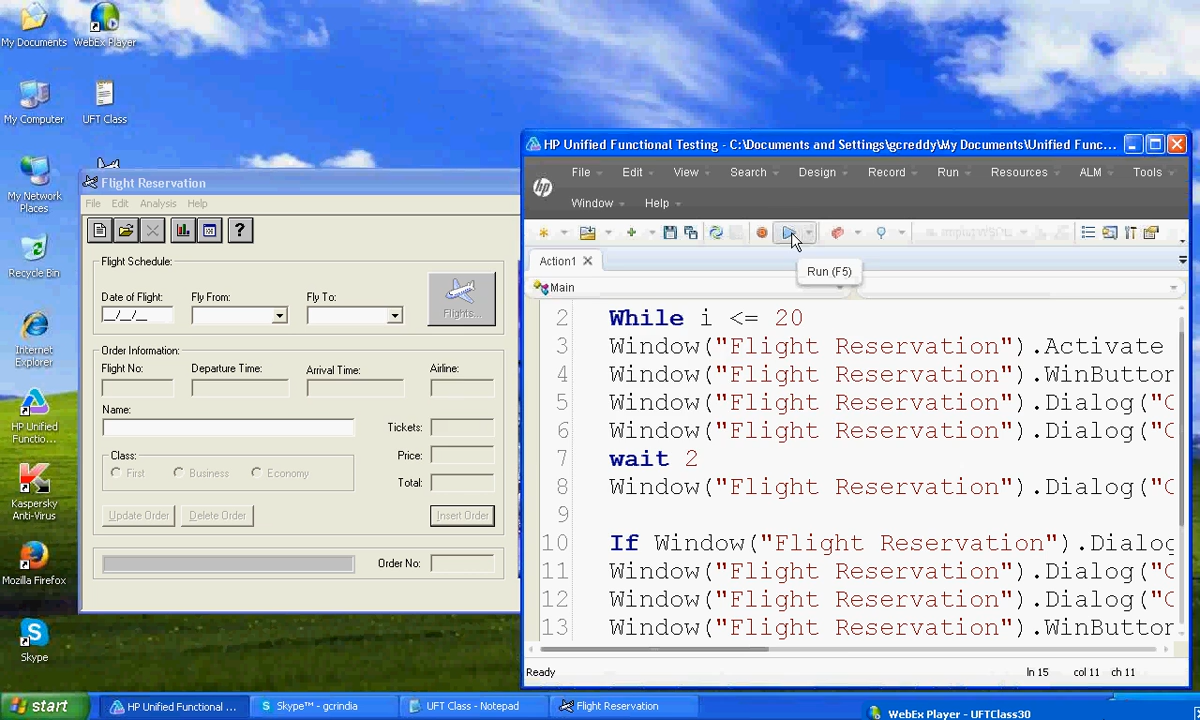 My Documents
WebEx Player
My Computer
UFT Class
My Network
Places
Recycle Bin
Internet
Explorer
HP Unified
Functio...
Kaspersky
Anti-Virus
Mozilla Firefox
Skype
Flight Reservation
File Edit Analysis Help
?
Flight Schedule:
Date of Flight: Fly From: Fly To:
__/__/__
Flights...
Order Information:
Flight No: Departure Time: Arrival Time: Airline:
Name:
Tickets:
Class:
Price:
First Business Economy
Total:
Update Order Delete Order Insert Order
Order No:
HP Unified Functional Testing - C:\Documents and Settings\gcreddy\My Documents\Unified Func...
hp
File Edit View Search Design Record Run Resources ALM Tools
Window Help
Action1
Run (F5)
Main
2 While i <= 20
3 Window("Flight Reservation").Activate
4 Window("Flight Reservation").WinButton
5 Window("Flight Reservation").Dialog("C
6 Window("Flight Reservation").Dialog("C
7 wait 2
8 Window("Flight Reservation").Dialog("C
9
10 If Window("Flight Reservation").Dialog
11 Window("Flight Reservation").Dialog("C
12 Window("Flight Reservation").Dialog("C
13 Window("Flight Reservation").WinButton
Ready ln 15 col 11 ch 11
start
HP Unified Functional ...
Skype™ - gcrindia
UFT Class - Notepad
Flight Reservation
WebEx Player - UFTClass30